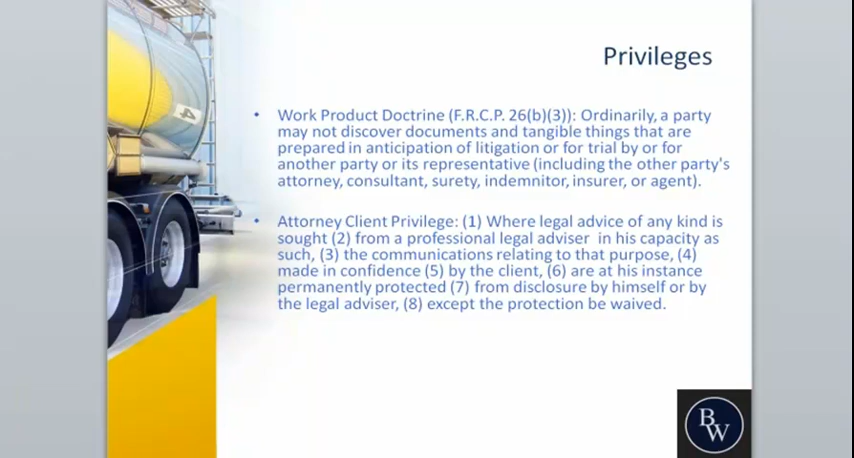 Privileges
• Work Product Doctrine (F.R.C.P. 26(b)(3)): Ordinarily, a party
may not discover documents and tangible things that are
prepared in anticipation of litigation or for trial by or for
another party or its representative (including the other party's
attorney, consultant, surety, indemnitor, insurer, or agent).
• Attorney Client Privilege: (1) Where legal advice of any kind is
sought (2) from a professional legal adviser in his capacity as
such, (3) the communications relating to that purpose, (4)
made in confidence (5) by the client, (6) are at his instance
permanently protected (7) from disclosure by himself or by
the legal adviser, (8) except the protection be waived.
4
BW